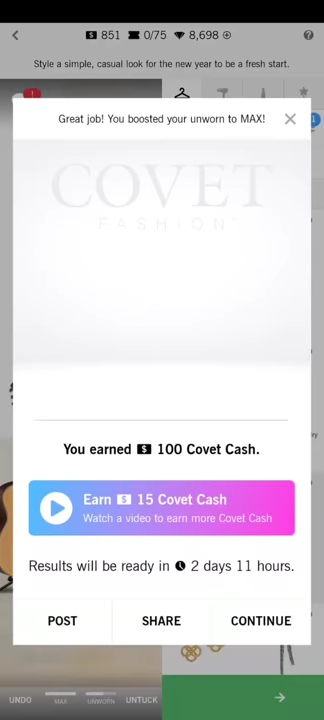 851 0/75 8,698
Style a simple, casual look for the new year to be a fresh start.
Great job! You boosted your unworn to MAX!
COVET
FASHION
You earned $ 100 Covet Cash.
Earn $ 15 Covet Cash
Watch a video to earn more Covet Cash
Results will be ready in 2 days 11 hours.
POST SHARE CONTINUE
UNDO MAX UNWORN UNTUCK